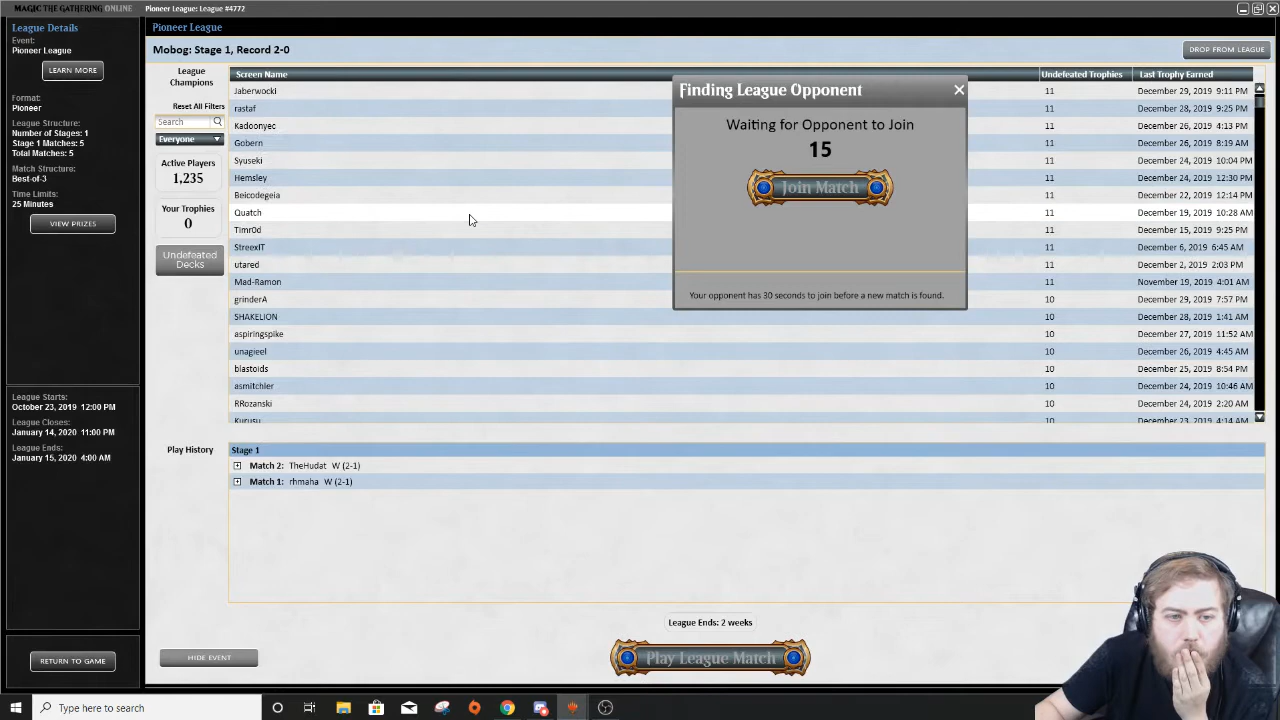 MAGIC THE GATHERING ONLINE
Pioneer League: League #4772
League Details
Event:
Pioneer League
LEARN MORE
Format:
Pioneer
League Structure:
Number of Stages: 1
Stage 1 Matches: 5
Total Matches: 5
Match Structure:
Best-of-3
Time Limits:
25 Minutes
VIEW PRIZES
League Starts:
October 23, 2019 12:00 PM
League Closes:
January 14, 2020 11:00 PM
League Ends:
January 15, 2020 4:00 AM
RETURN TO GAME
Pioneer League
Mobog: Stage 1, Record 2-0
DROP FROM LEAGUE
League
Champions
Reset All Filters
Search
Everyone
Active Players
1,235
Your Trophies
0
Undefeated
Decks
Screen Name Undefeated Trophies Last Trophy Earned
Jaberwocki 11 December 29, 2019 9:11 PM
rastaf 11 December 28, 2019 9:25 PM
Kadoonyec 11 December 26, 2019 4:13 PM
Gobern 11 December 26, 2019 8:19 AM
Syuseki 11 December 24, 2019 10:04 PM
Hemsley 11 December 24, 2019 12:30 PM
Beicodegeia 11 December 22, 2019 12:14 PM
Quatch 11 December 19, 2019 10:28 AM
Timr0d 11 December 15, 2019 9:25 PM
StreexIT 11 December 6, 2019 6:45 AM
utared 11 December 2, 2019 2:03 PM
Mad-Ramon 11 November 19, 2019 4:01 AM
grinderA 10 December 29, 2019 7:57 PM
SHAKELION 10 December 28, 2019 1:41 AM
aspiringspike 10 December 27, 2019 11:52 AM
unagieel 10 December 26, 2019 4:45 AM
blastoids 10 December 25, 2019 8:54 PM
asmitchler 10 December 24, 2019 10:46 AM
RRozanski 10 December 24, 2019 2:20 AM
Kurusu 10 December 23, 2019 4:14 AM
Finding League Opponent
Waiting for Opponent to Join
15
Join Match
Your opponent has 30 seconds to join before a new match is found.
Play History
Stage 1
Match 2: TheHudat W (2-1)
Match 1: rhmaha W (2-1)
League Ends: 2 weeks
HIDE EVENT
Play League Match
Type here to search